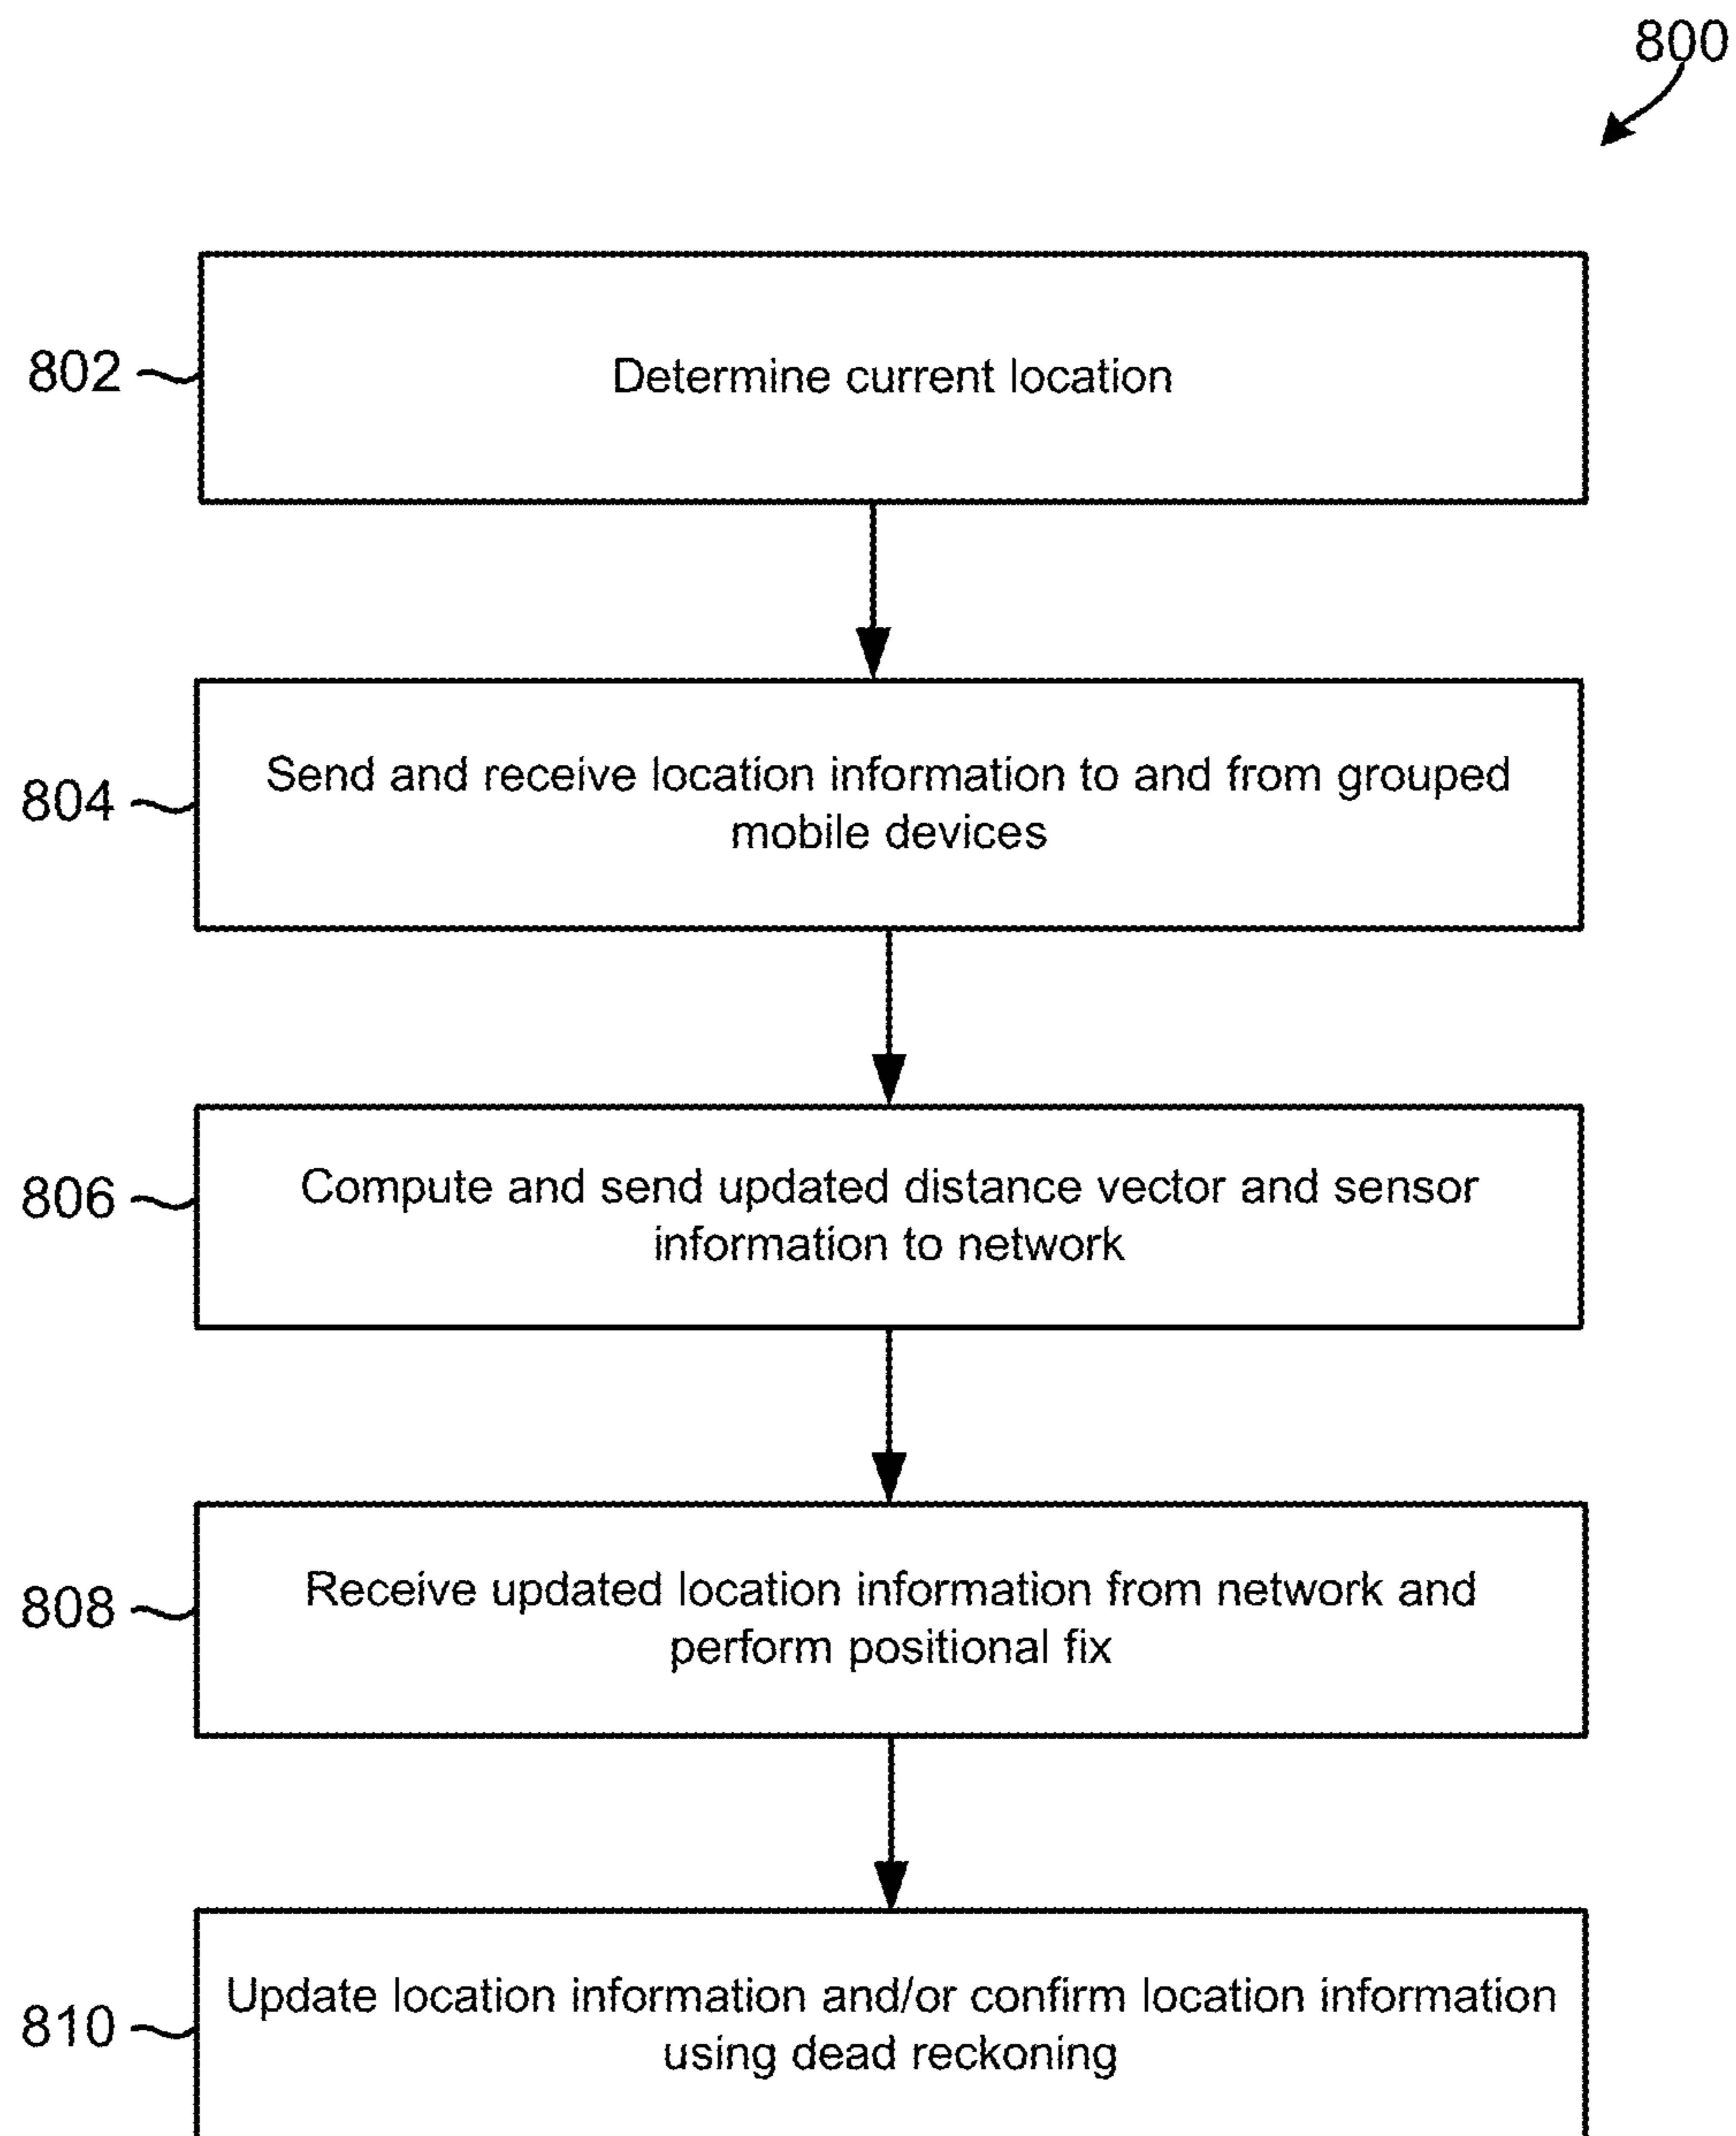 800
802
Determine current location
804
Send and receive location information to and from grouped
mobile devices
806
Compute and send updated distance vector and sensor
information to network
808
Receive updated location information from network and
perform positional fix
810
Update location information and/or confirm location information
using dead reckoning